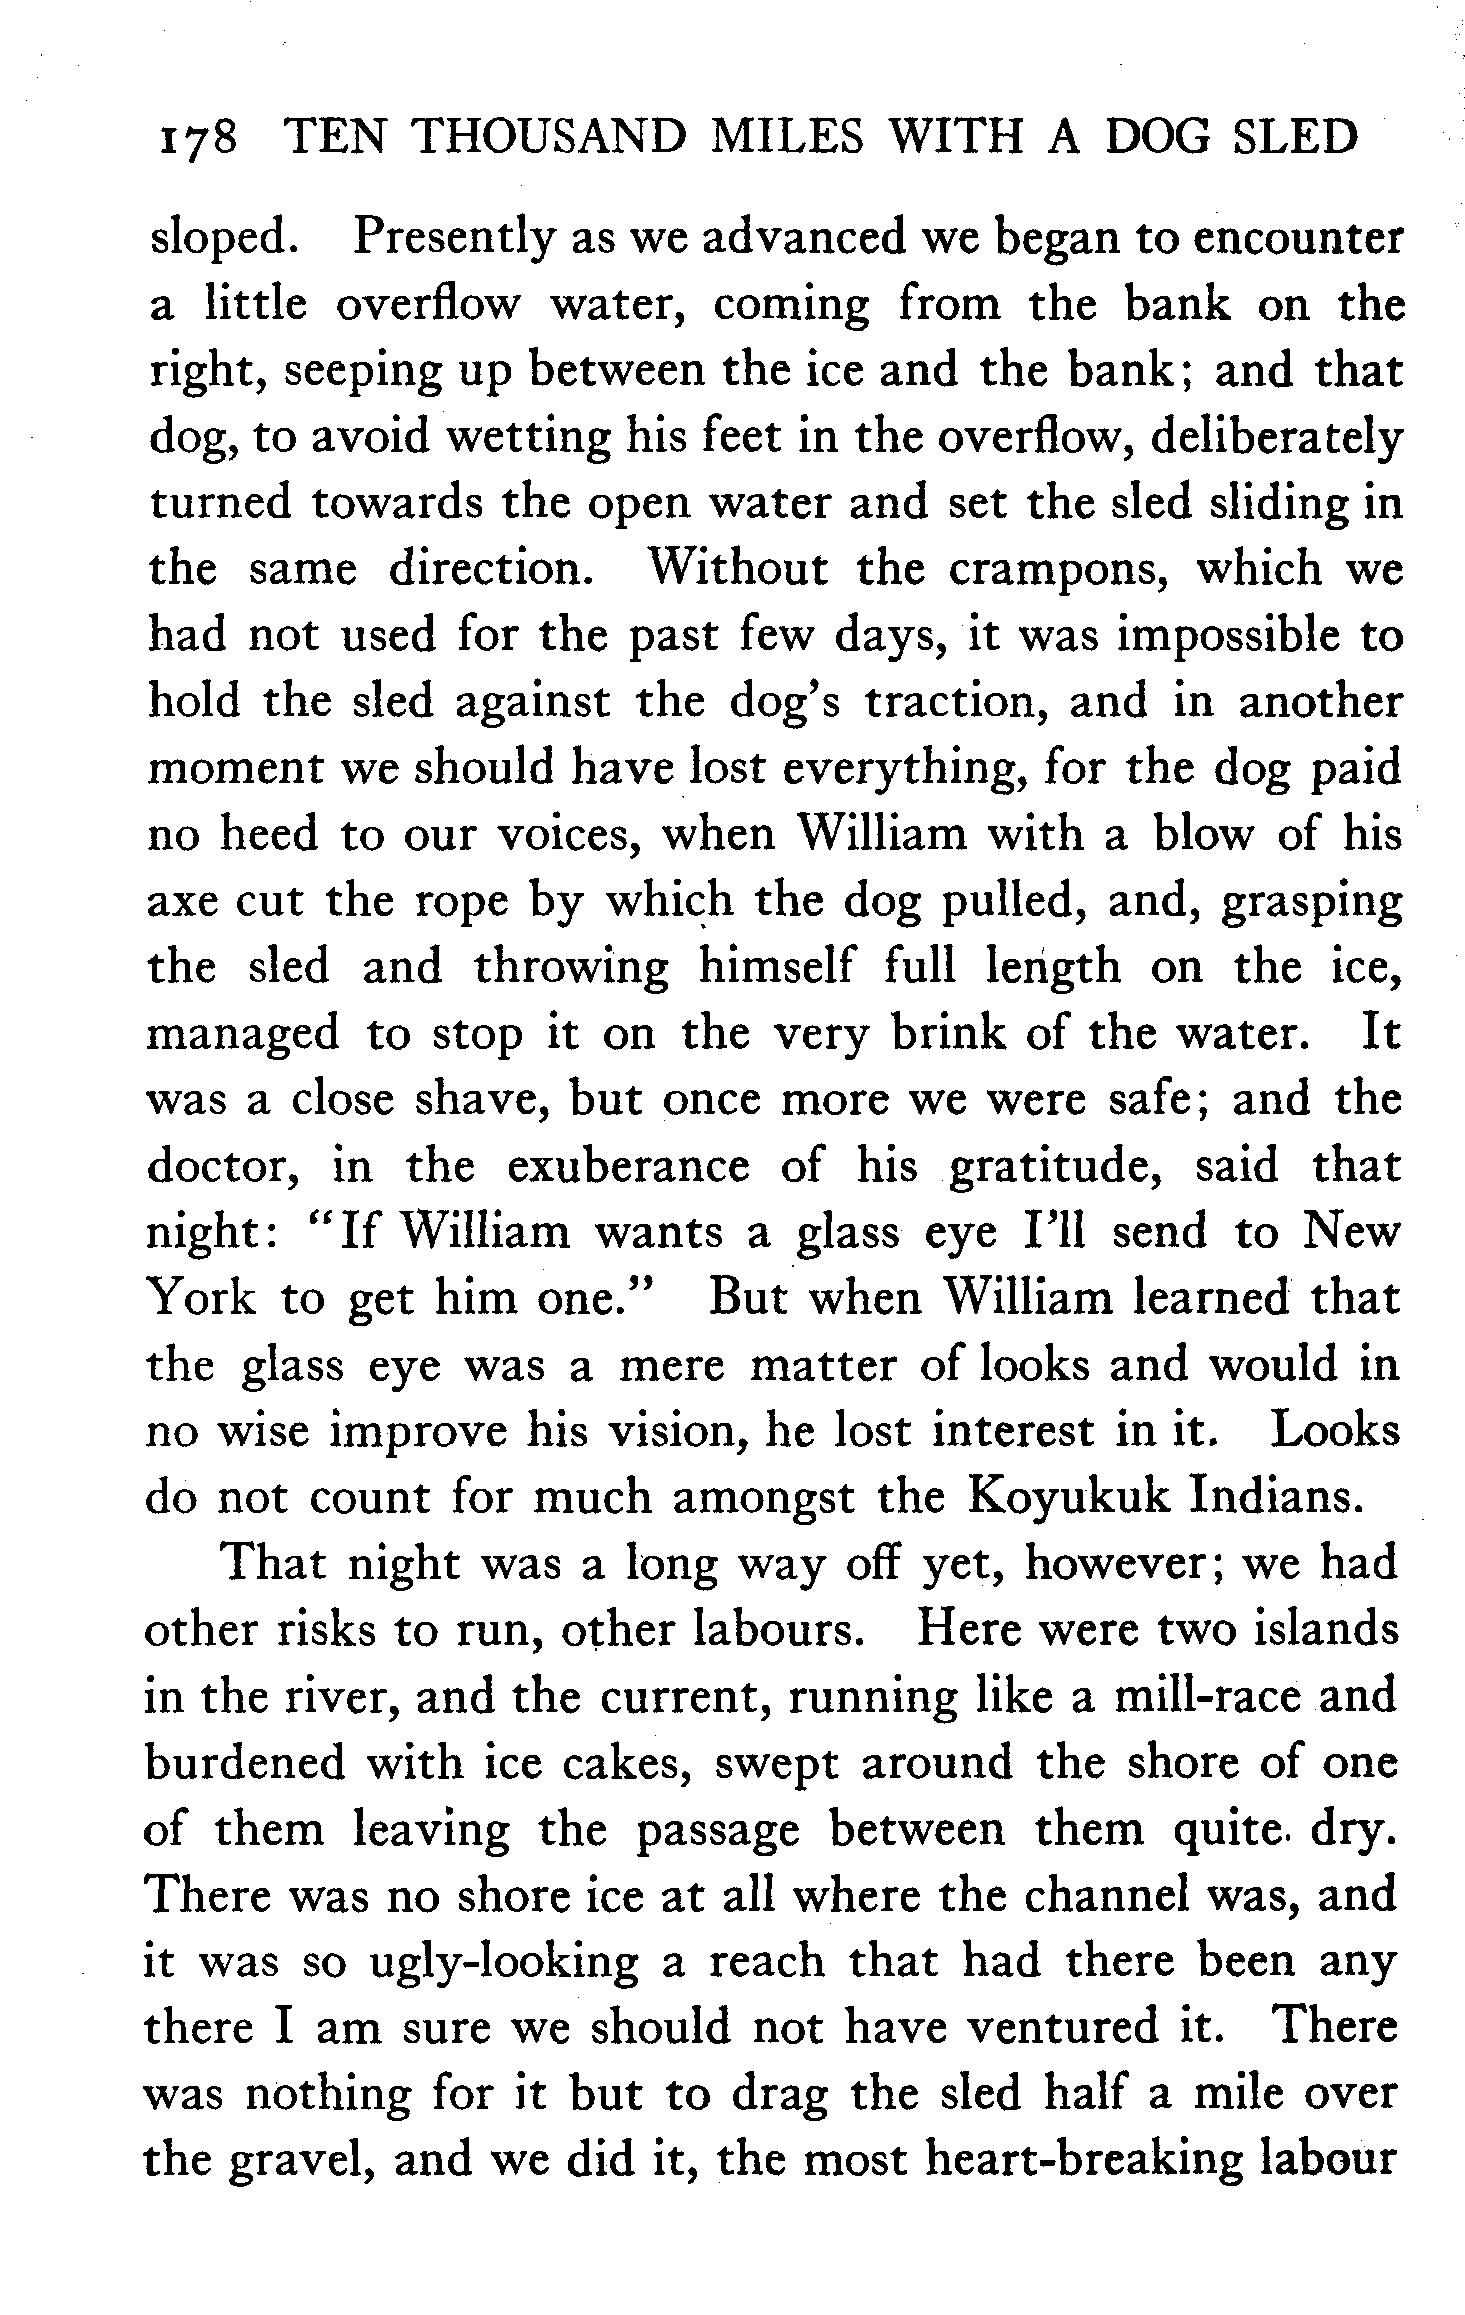 178 TEN THOUSAND MILES WITH A DOG SLED
sloped. Presently as we advanced we began to encounter
a little overflow water, coming from the bank on the
right, seeping up between the ice and the bank; and that
dog, to avoid wetting his feet in the overflow, deliberately
turned towards the open water and set the sled sliding in
the same direction. Without the crampons, which we
had not used for the past few days, it was impossible to
hold the sled against the dog's traction, and in another
moment we should have lost everything, for the dog paid
no heed to our voices, when William with a blow of his
axe cut the rope by which the dog pulled, and, grasping
the sled and throwing himself full length on the ice,
managed to stop it on the very brink of the water. It
was a close shave, but once more we were safe; and the
doctor, in the exuberance of his gratitude, said that
night: "If William wants a glass eye I'll send to New
York to get him one." But when William learned that
the glass eye was a mere matter of looks and would in
no wise improve his vision, he lost interest in it. Looks
do not count for much amongst the Koyukuk Indians.
That night was a long way off yet, however; we had
other risks to run, other labours. Here were two islands
in the river, and the current, running like a mill-race and
burdened with ice cakes, swept around the shore of one
of them leaving the passage between them quite dry.
There was no shore ice at all where the channel was, and
it was so ugly-looking a reach that had there been any
there I am sure we should not have ventured it. There
was nothing for it but to drag the sled half a mile over
the gravel, and we did it, the most heart-breaking labour